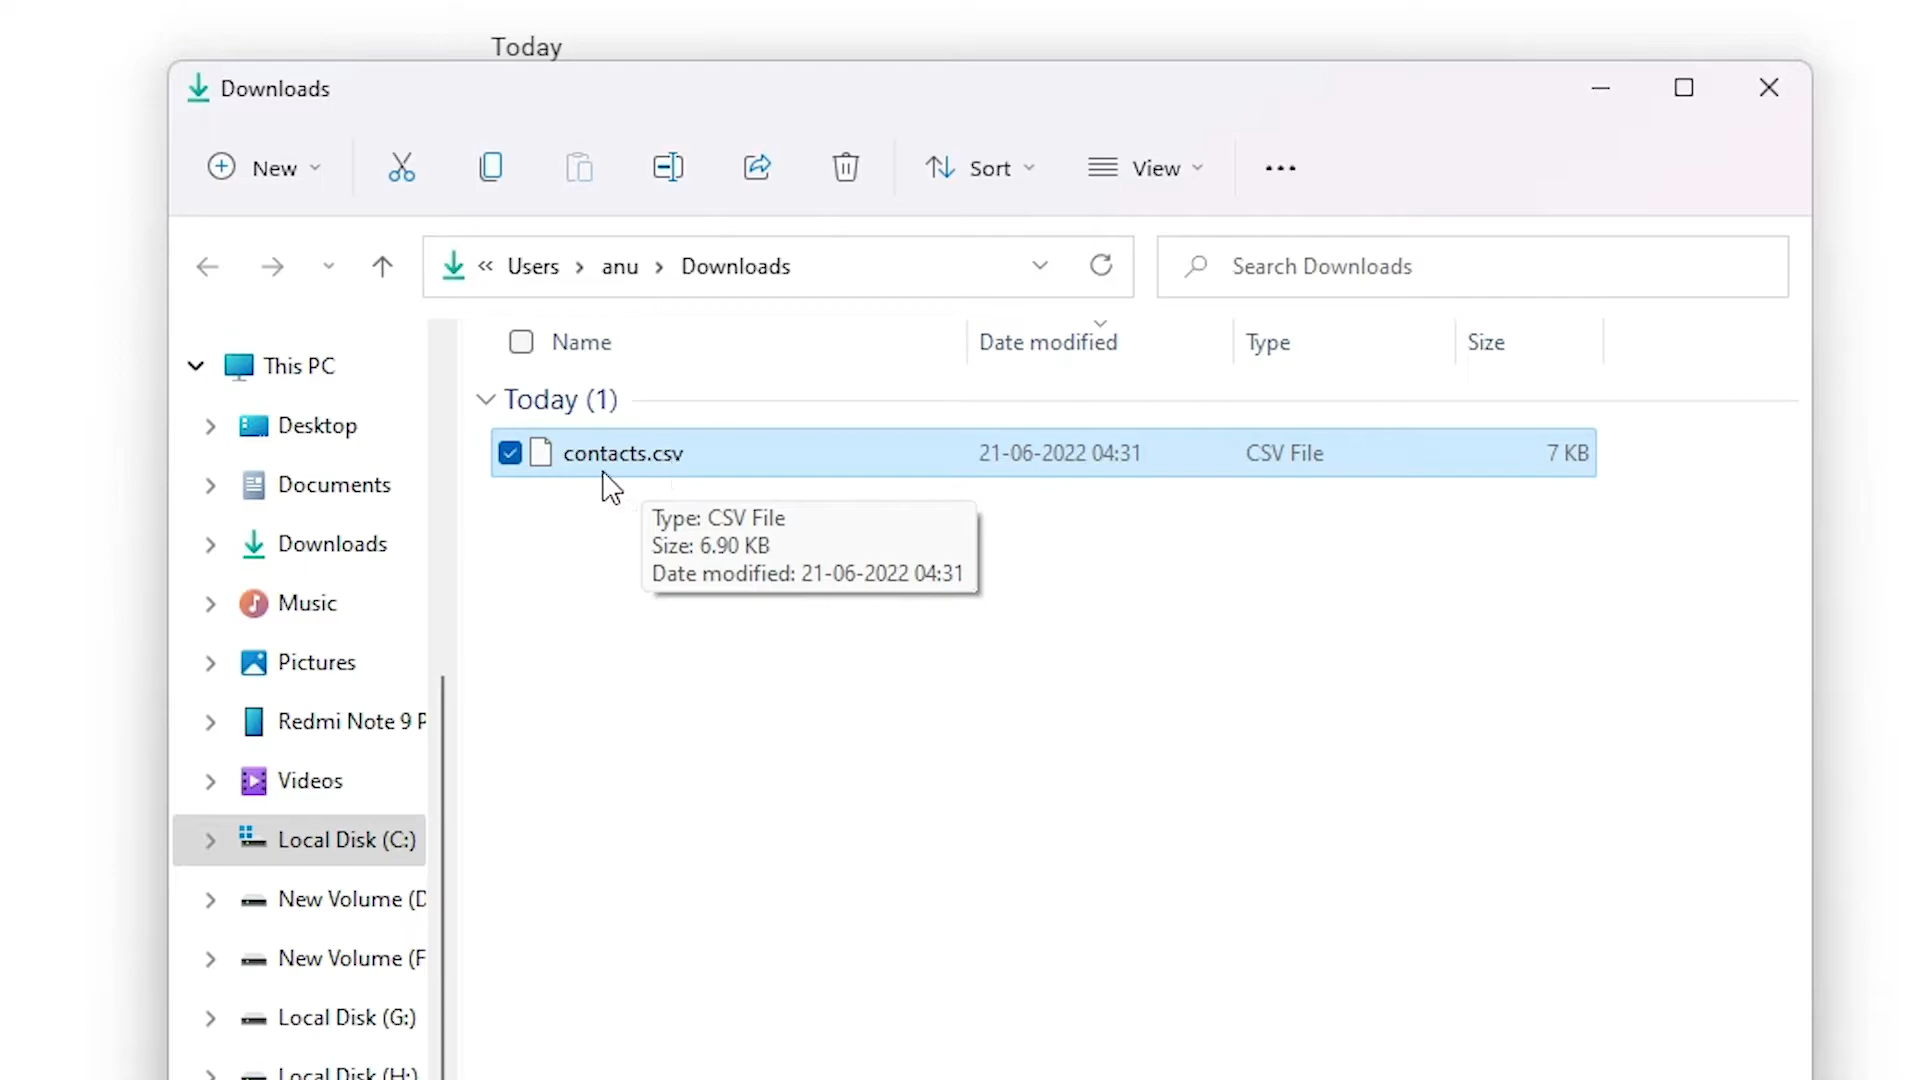 Today
Downloads
New
Sort
View
Users
anu
Downloads
Search Downloads
Name
Date modified
Type
Size
This PC
Desktop
Documents
Downloads
Music
Pictures
Redmi Note 9 P
Videos
Local Disk (C:)
New Volume (D
New Volume (F
Local Disk (G:)
Local Disk (H:)
Today (1)
contacts.csv
21-06-2022 04:31
CSV File
7 KB
Type: CSV File
Size: 6.90 KB
Date modified: 21-06-2022 04:31